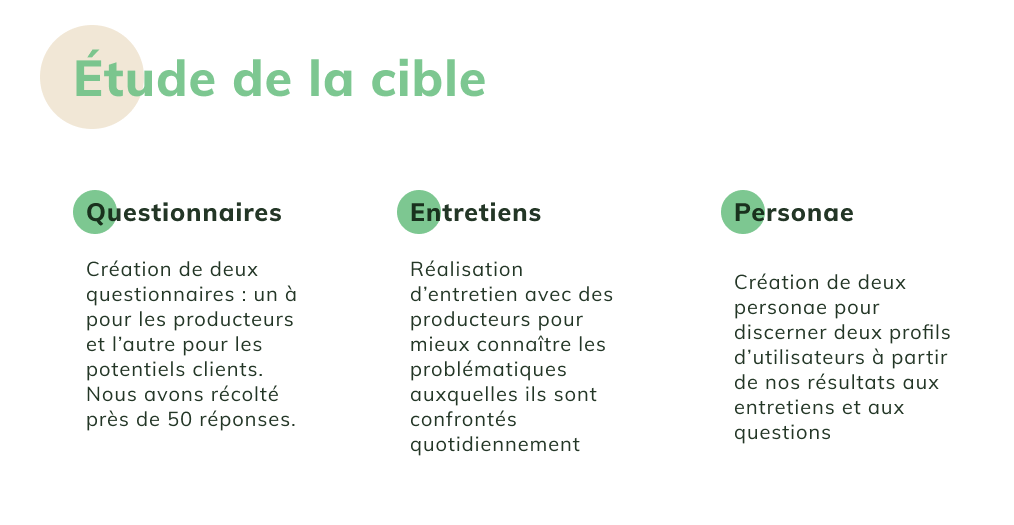 Étude de la cible
Questionnaires
Création de deux
questionnaires : un à
pour les producteurs
et l’autre pour les
potentiels clients.
Nous avons récolté
près de 50 réponses.
Entretiens
Réalisation
d’entretien avec des
producteurs pour
mieux connaître les
problématiques
auxquelles ils sont
confrontés
quotidiennement
Personae
Création de deux
personae pour
discerner deux profils
d’utilisateurs à partir
de nos résultats aux
entretiens et aux
questions